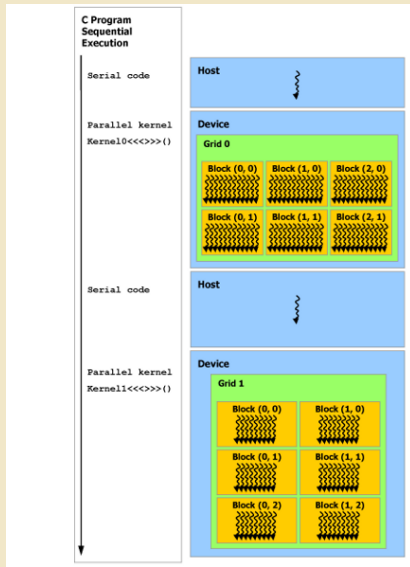 C Program
Sequential
Execution
Serial code
Host
Parallel kernel
Kernel0<<<>>>()
Device
Grid 0
Block (0, 0) Block (1, 0) Block (2, 0)
Block (0, 1) Block (1, 1) Block (2, 1)
Serial code
Host
Parallel kernel
Kernel1<<<>>>()
Device
Grid 1
Block (0, 0) Block (1, 0)
Block (0, 1) Block (1, 1)
Block (0, 2) Block (1, 2)